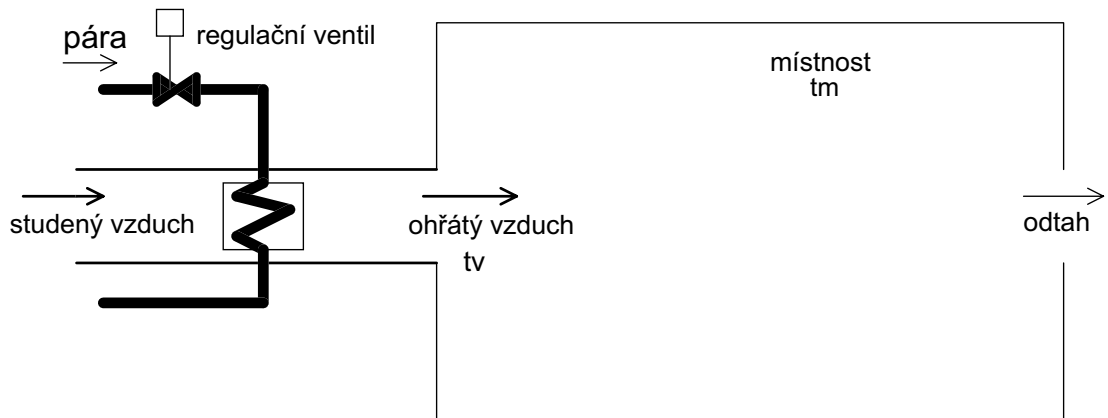 pára
regulační ventil
místnost
tm
studený vzduch
ohřátý vzduch
tv
odtah